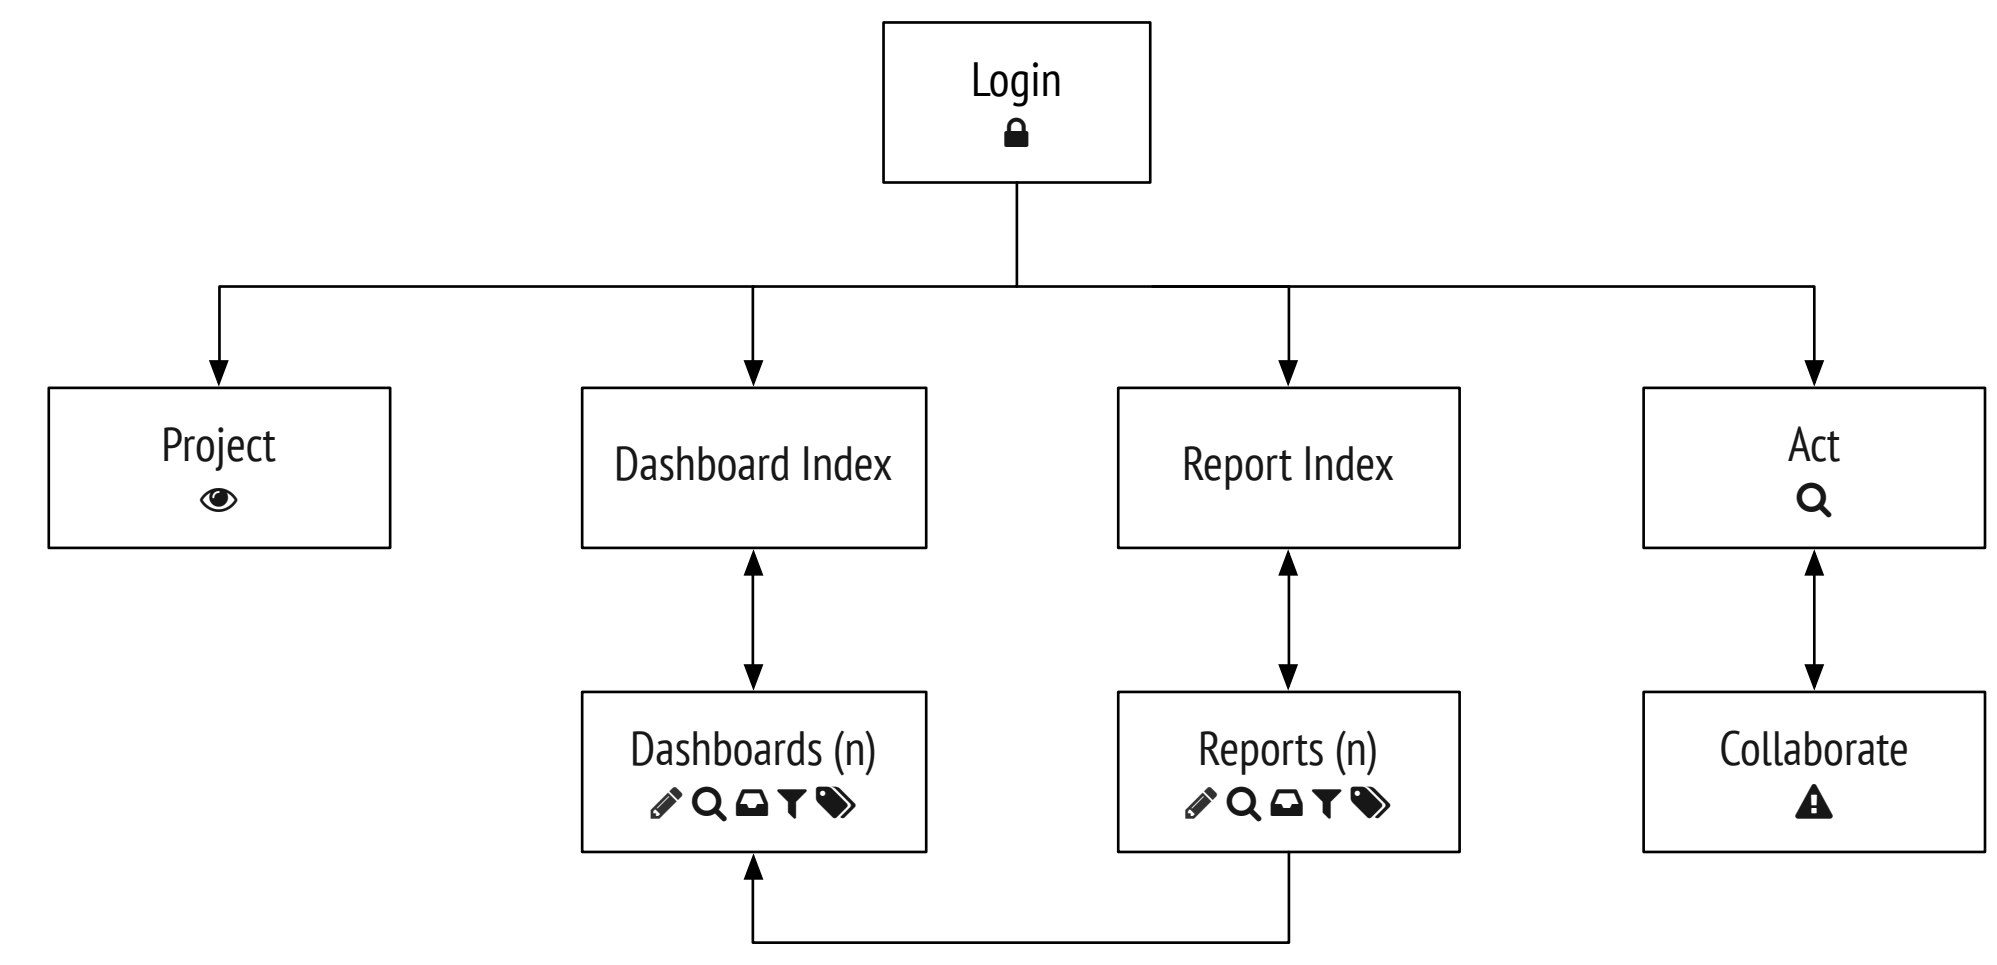 Login
Project
Dashboard Index
Report Index
Act
Dashboards (n)
Reports (n)
Collaborate